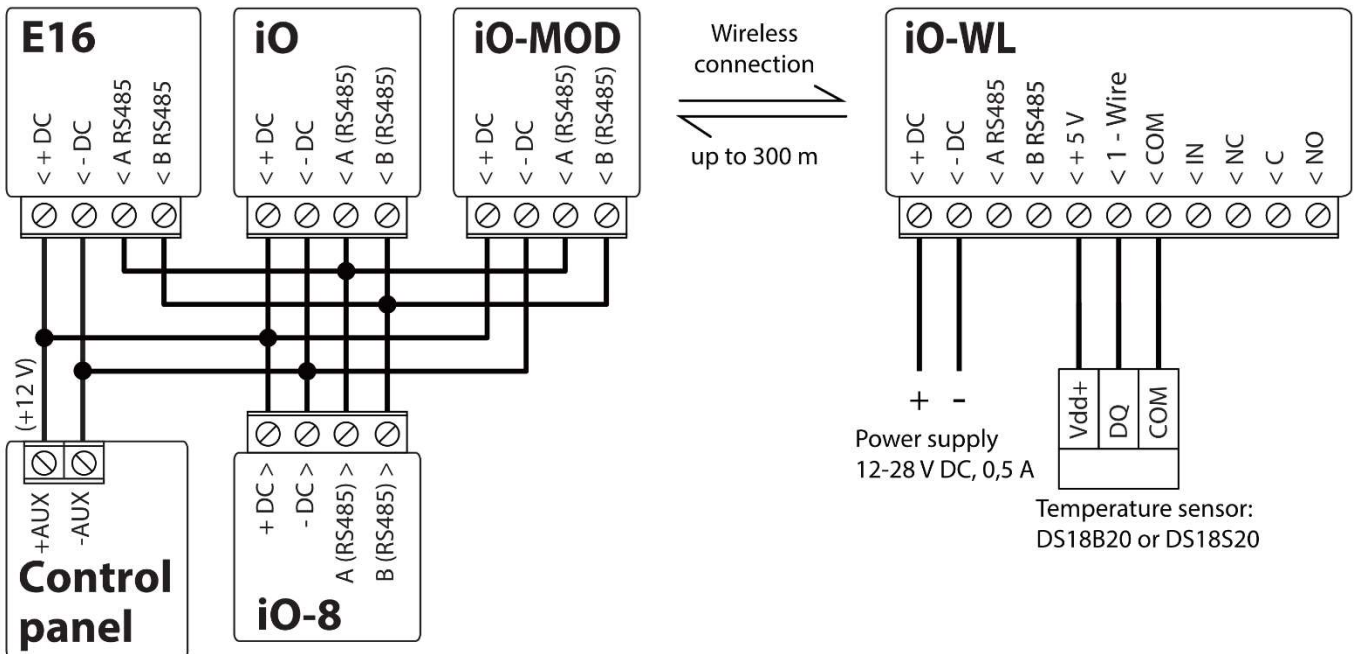 E16
< + DC
< - DC
< A RS485
< B RS485
iO
< + DC
< - DC
< A (RS485)
< B (RS485)
iO-MOD
< + DC
< - DC
< A (RS485)
< B (RS485)
Wireless
connection
up to 300 m
iO-WL
< + DC
< - DC
< A RS485
< B RS485
< + 5 V
< 1 - Wire
< COM
< IN
< NC
< C
< NO
(+12 V)
+AUX
-AUX
Control
panel
+ DC >
- DC >
A (RS485) >
B (RS485) >
iO-8
+ -
Power supply
12-28 V DC, 0,5 A
Vdd+
DQ
COM
Temperature sensor:
DS18B20 or DS18S20